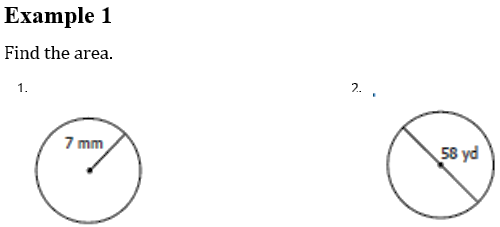 Example 1
Find the area.
1.
2.
7 mm
58 yd